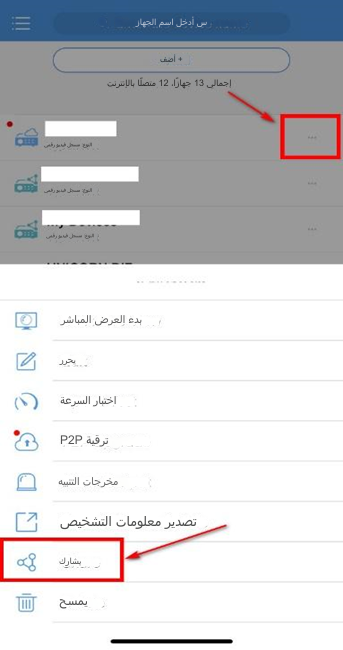 س أدخل اسم الجهاز
+ أضف
إجمالي 13 جهازًا، 12 متصلًا بالإنترنت
النوع: مسجل فيديو رقمي
...
النوع: مسجل فيديو رقمي
...
النوع: مسجل فيديو رقمي
...
بدء العرض المباشر
يحرر
اختبار السرعة
ترقية P2P
مخرجات التنبيه
تصدير معلومات التشخيص
يشارك
يمسح